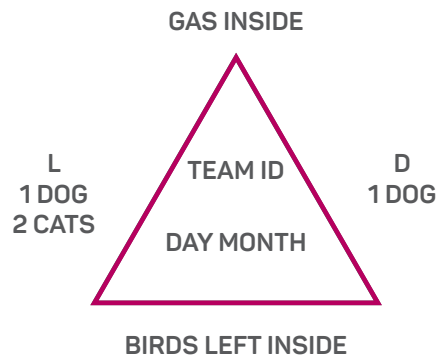 GAS INSIDE
L
1 DOG
2 CATS
TEAM ID
DAY MONTH
D
1 DOG
BIRDS LEFT INSIDE